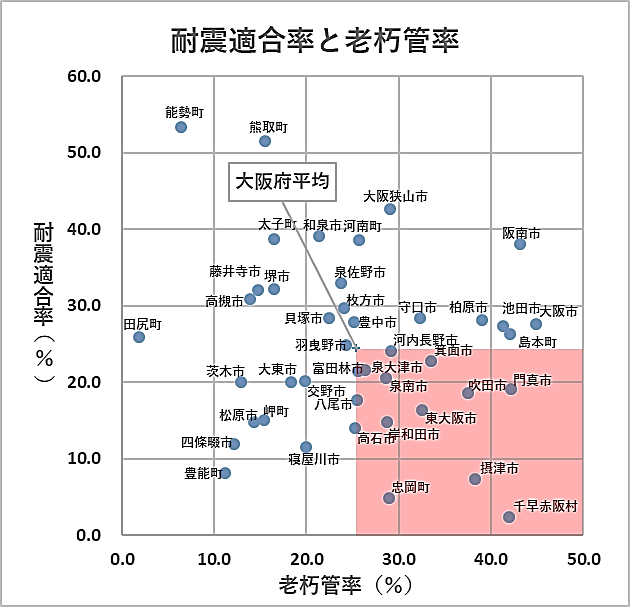 耐震適合率と老朽管率
60.0
能勢町
熊取町
50.0
大阪府平均
大阪狭山市
40.0
太子町
和泉市
河南町
阪南市
藤井寺市
堺市
泉佐野市
高槻市
枚方市
30.0
守口市
柏原市
池田市
大阪市
田尻町
貝塚市
豊中市
羽曳野市
河内長野市
島本町
箕面市
耐震適合率(%)
茨木市
大東市
富田林市
泉大津市
20.0
交野市
泉南市
吹田市
門真市
八尾市
松原市
岬町
東大阪市
四條畷市
高石市
岸和田市
寝屋川市
10.0
豊能町
摂津市
忠岡町
千早赤阪村
0.0
0.0
10.0
20.0
30.0
40.0
50.0
老朽管率(%)